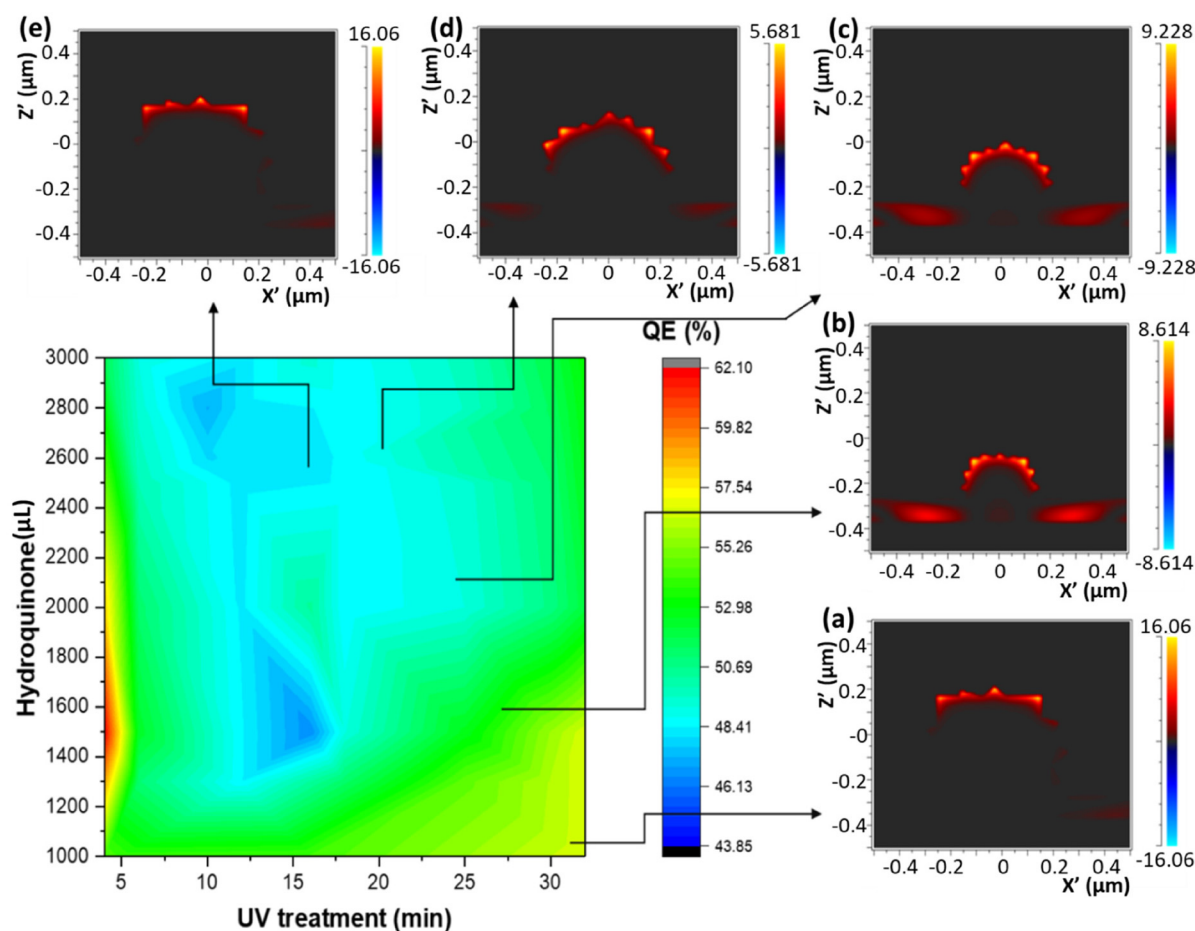 (e)
16.06
0.4
0.2
-0
-0.2
-0.4
Z' (µm)
-0.4 -0.2 0 0.2 0.4
X' (µm)
-16.06
(d)
5.681
0.4
0.2
-0
-0.2
-0.4
Z' (µm)
-0.4 -0.2 0 0.2 0.4
X' (µm)
-5.681
(c)
9.228
0.4
0.2
-0
-0.2
-0.4
Z' (µm)
-0.4 -0.2 0 0.2 0.4
X' (µm)
-9.228
QE (%)
62.10
59.82
57.54
55.26
52.98
50.69
48.41
46.13
43.85
3000
2800
2600
2400
2200
2000
1800
1600
1400
1200
1000
Hydroquinone(µL)
5 10 15 20 25 30
UV treatment (min)
(b)
8.614
0.4
0.2
-0
-0.2
-0.4
Z' (µm)
-0.4 -0.2 0 0.2 0.4
X' (µm)
-8.614
(a)
16.06
0.4
0.2
-0
-0.2
-0.4
Z' (µm)
-0.4 -0.2 0 0.2 0.4
X' (µm)
-16.06